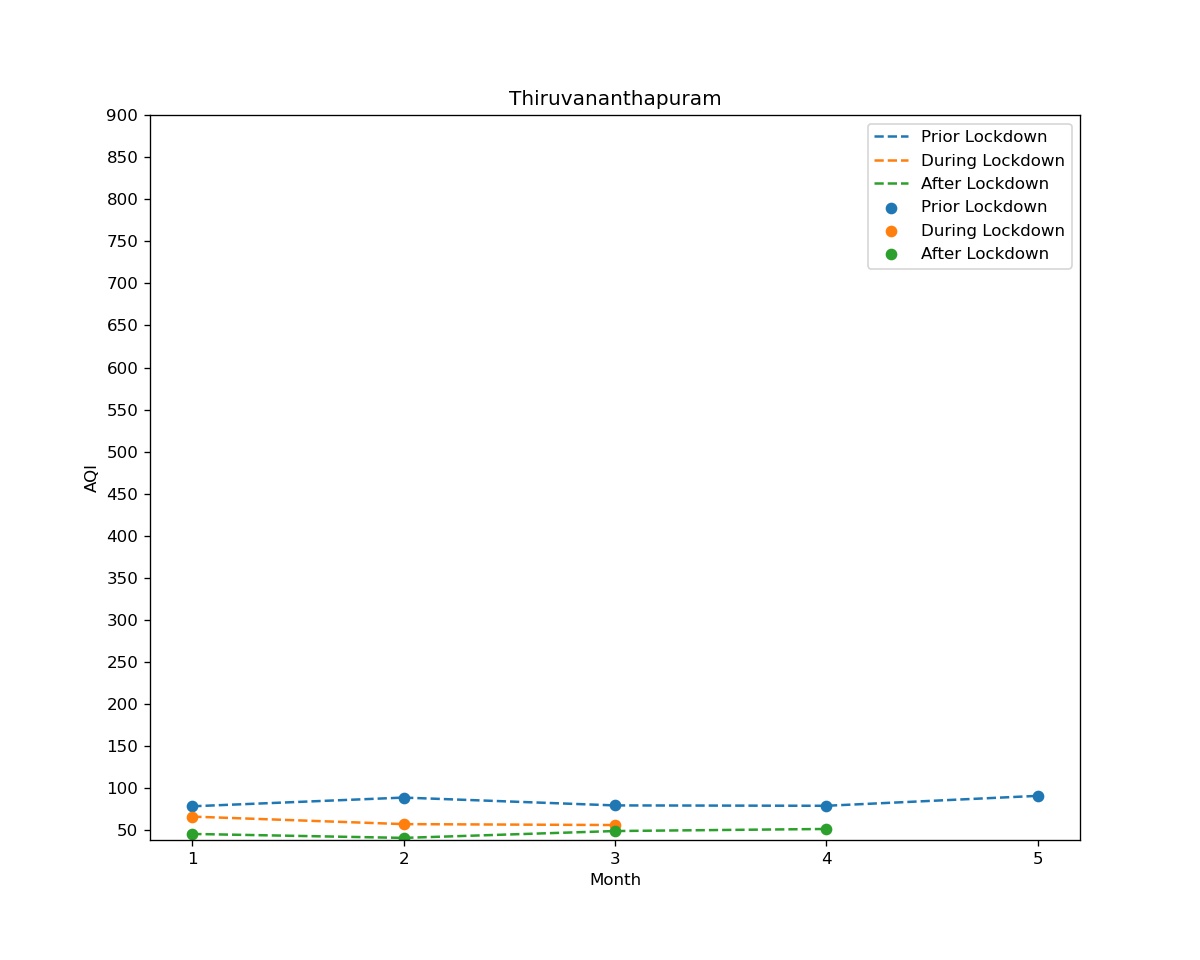 Thiruvananthapuram
900
850
800
750
700
650
600
550
500
450
400
350
300
250
200
150
100
50
AQI
Prior Lockdown
During Lockdown
After Lockdown
Prior Lockdown
During Lockdown
After Lockdown
1 2 3 4 5
Month